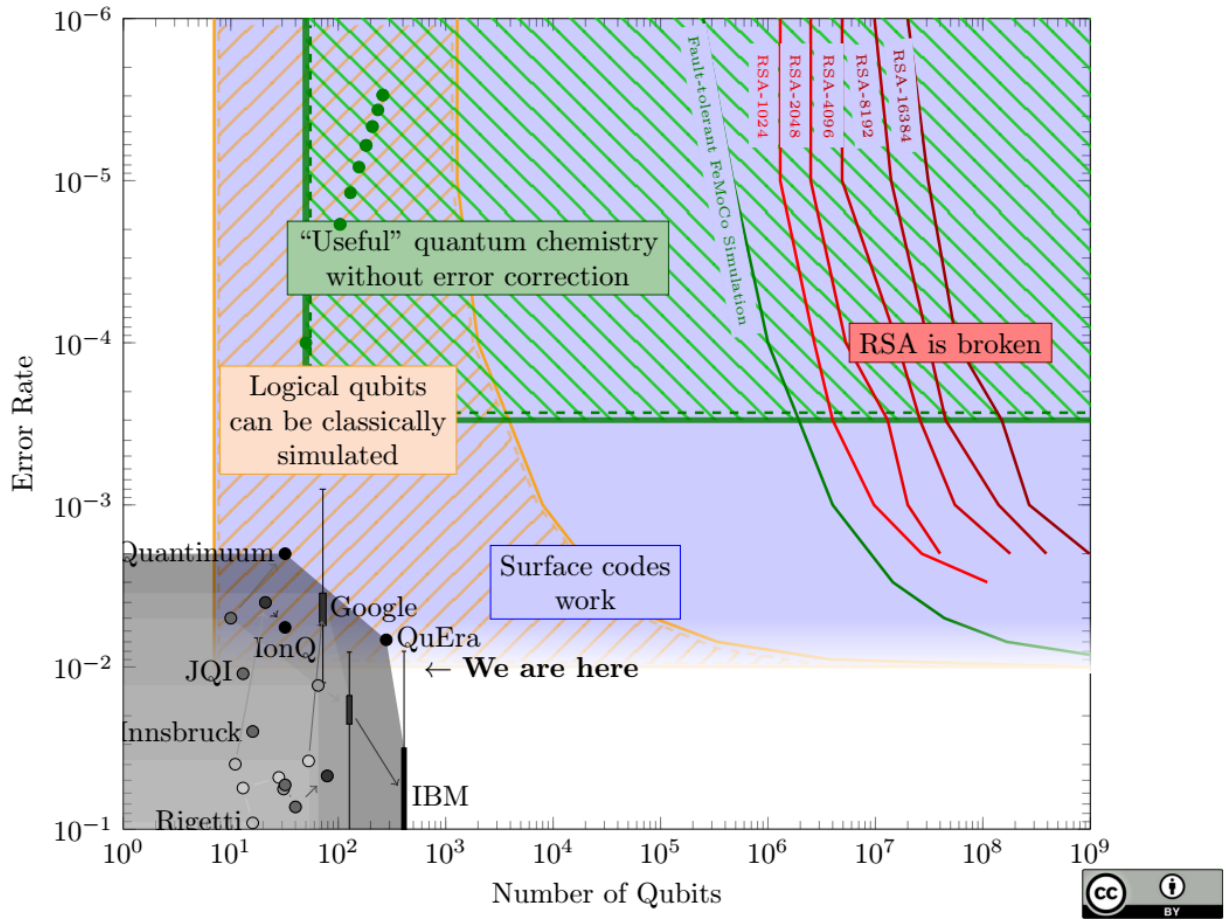 10^-6
10^-5
10^-4
10^-3
10^-2
10^-1
Error Rate
Fault-tolerant FeMoCo Simulation
RSA-1024
RSA-2048
RSA-4096
RSA-8192
RSA-16384
“Useful” quantum chemistry
without error correction
RSA is broken
Logical qubits
can be classically
simulated
Surface codes
work
Quantinuum
Google
IonQ
QuEra
JQI
← We are here
Innsbruck
IBM
Rigetti
10^0
10^1
10^2
10^3
10^4
10^5
10^6
10^7
10^8
10^9
Number of Qubits
cc
BY